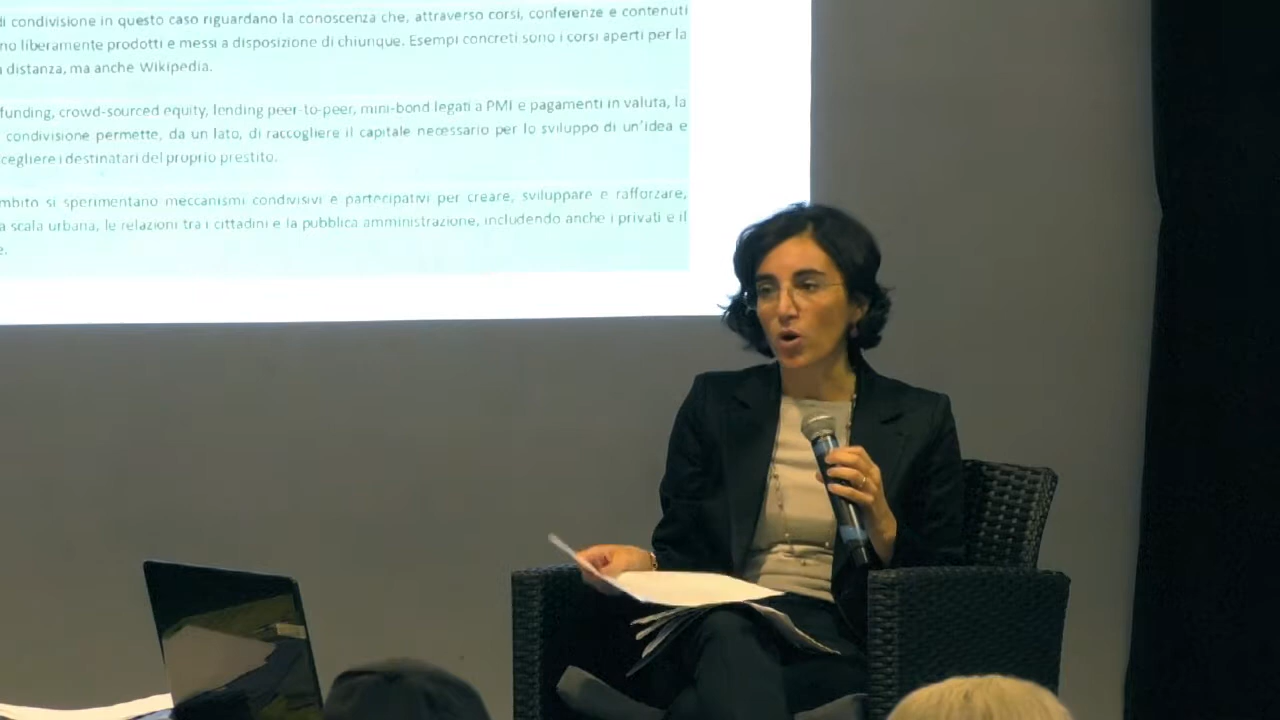 di condivisione in questo caso riguardano la conoscenza che, attraverso corsi, conferenze e contenuti
no liberamente prodotti e messi a disposizione di chiunque. Esempi concreti sono i corsi aperti per la
a distanza, ma anche Wikipedia.
funding, crowd-sourced equity, lending peer-to-peer, mini-bond legati a PMI e pagamenti in valuta, la
condivisione permette, da un lato, di raccogliere il capitale necessario per lo sviluppo di un'idea e
cegliere i destinatari del proprio prestito.
mbito si sperimentano meccanismi condivisivi e partecipativi per creare, sviluppare e rafforzare,
a scala urbana, le relazioni tra i cittadini e la pubblica amministrazione, includendo anche i privati e il
e.